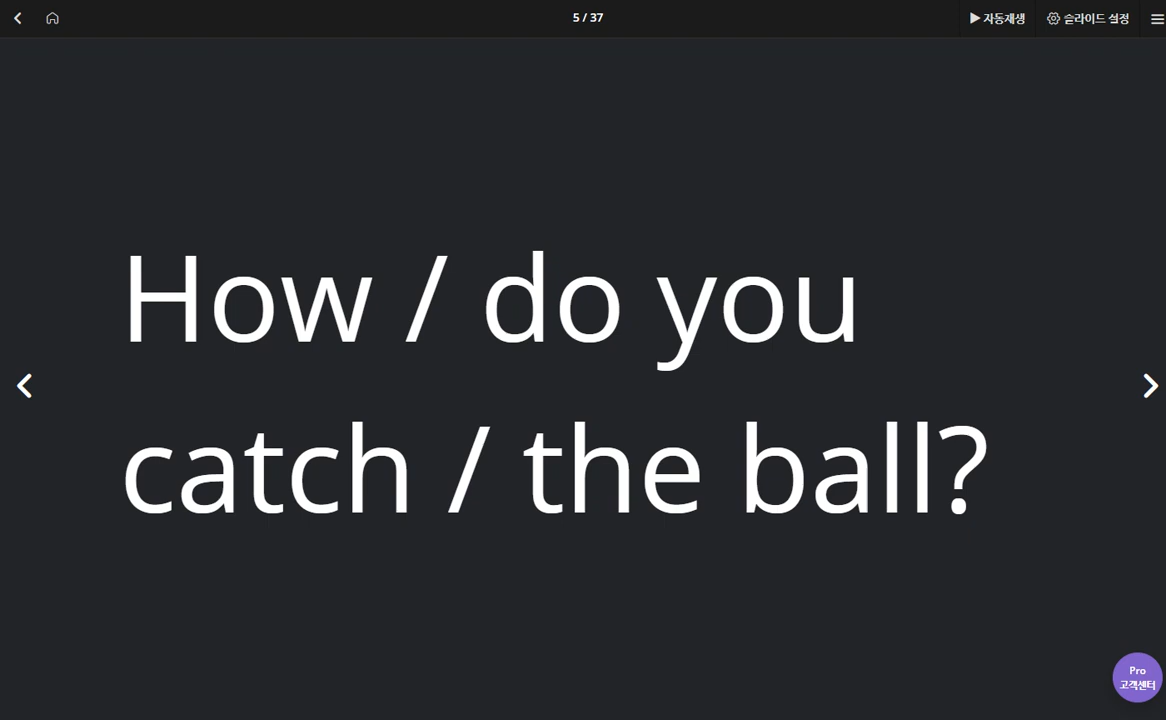 5 / 37
▶ 자동재생
슬라이드 설정
How / do you
catch / the ball?
Pro
고객센터